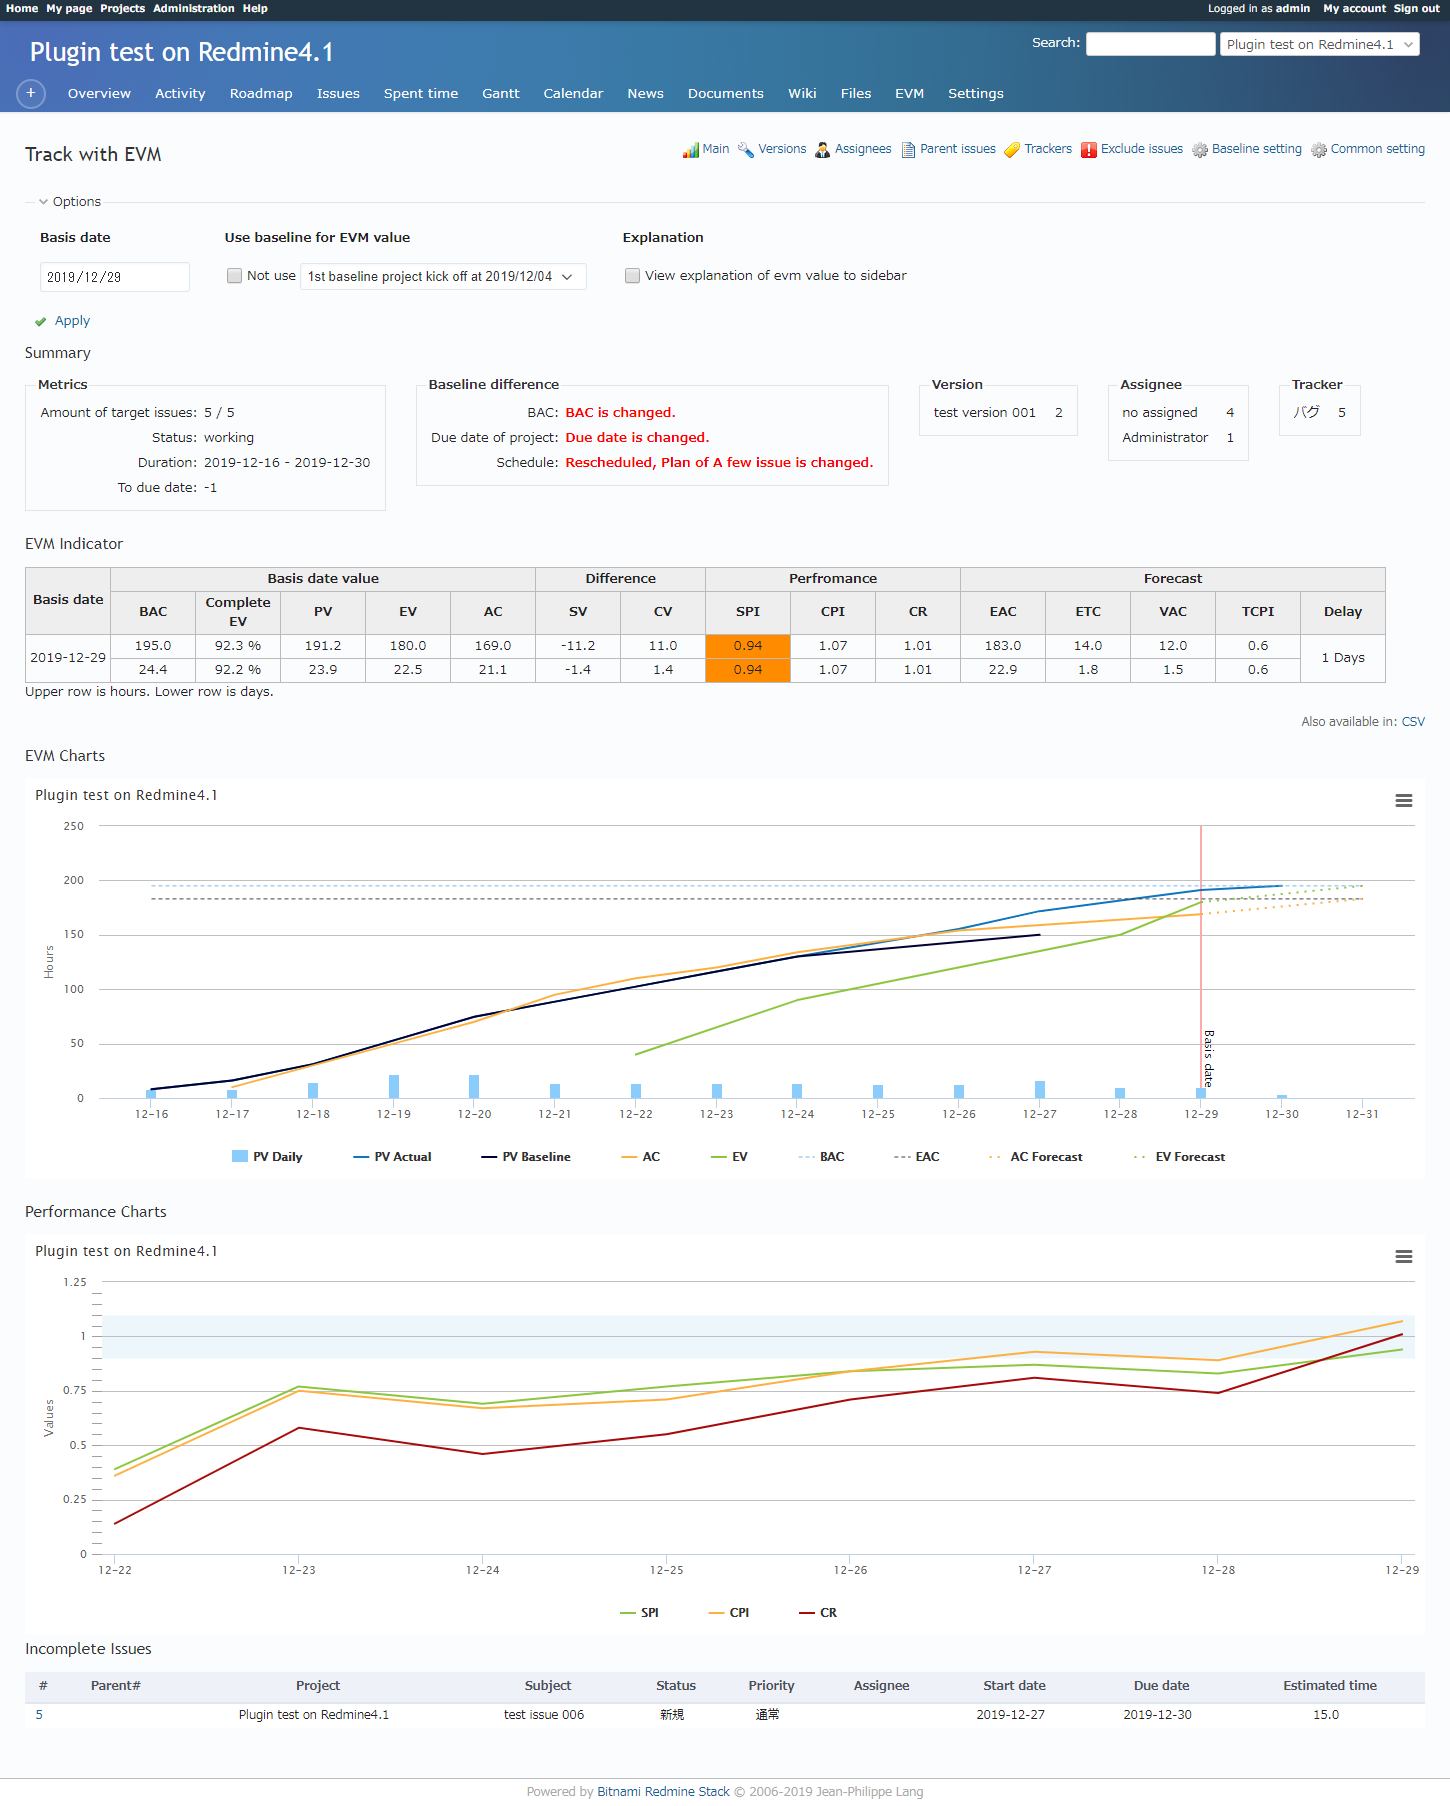 Home My page Projects Administration Help Logged in as admin My account Sign out
Plugin test on Redmine4.1 Search: Plugin test on Redmine4.1
+ Overview Activity Roadmap Issues Spent time Gantt Calendar News Documents Wiki Files EVM Settings
Track with EVM Main Versions Assignees Parent issues Trackers Exclude issues Baseline setting Common setting
Options
Basis date Use baseline for EVM value Explanation
2019/12/29 Not use 1st baseline project kick off at 2019/12/04 View explanation of evm value to sidebar
Apply
Summary
Metrics
Amount of target issues: 5 / 5
Status: working
Duration: 2019-12-16 - 2019-12-30
To due date: -1
Baseline difference
BAC: BAC is changed.
Due date of project: Due date is changed.
Schedule: Rescheduled, Plan of A few issue is changed.
Version
test version 001 2
Assignee
no assigned 4
Administrator 1
Tracker
バグ 5
EVM Indicator
Basis date Basis date value Difference Perfromance Forecast
BAC Complete EV PV EV AC SV CV SPI CPI CR EAC ETC VAC TCPI Delay
2019-12-29 195.0 92.3 % 191.2 180.0 169.0 -11.2 11.0 0.94 1.07 1.01 183.0 14.0 12.0 0.6 1 Days
24.4 92.2 % 23.9 22.5 21.1 -1.4 1.4 0.94 1.07 1.01 22.9 1.8 1.5 0.6
Upper row is hours. Lower row is days.
Also available in: CSV
EVM Charts
Plugin test on Redmine4.1
250
200
150
100
50
0
Hours
Basis date
12-16 12-17 12-18 12-19 12-20 12-21 12-22 12-23 12-24 12-25 12-26 12-27 12-28 12-29 12-30 12-31
PV Daily PV Actual PV Baseline AC EV BAC EAC AC Forecast EV Forecast
Performance Charts
Plugin test on Redmine4.1
1.25
1
0.75
0.5
0.25
0
Values
12-22 12-23 12-24 12-25 12-26 12-27 12-28 12-29
SPI CPI CR
Incomplete Issues
# Parent# Project Subject Status Priority Assignee Start date Due date Estimated time
5 Plugin test on Redmine4.1 test issue 006 新規 通常 2019-12-27 2019-12-30 15.0
Powered by Bitnami Redmine Stack © 2006-2019 Jean-Philippe Lang